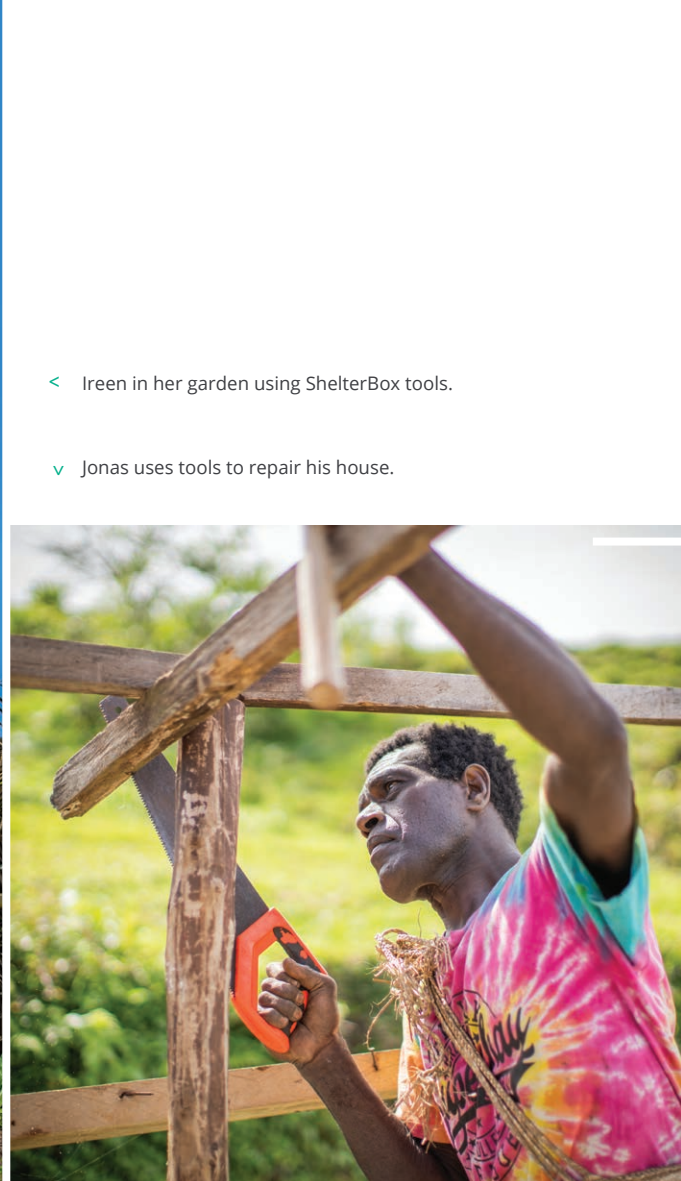 < Ireen in her garden using ShelterBox tools.
v Jonas uses tools to repair his house.